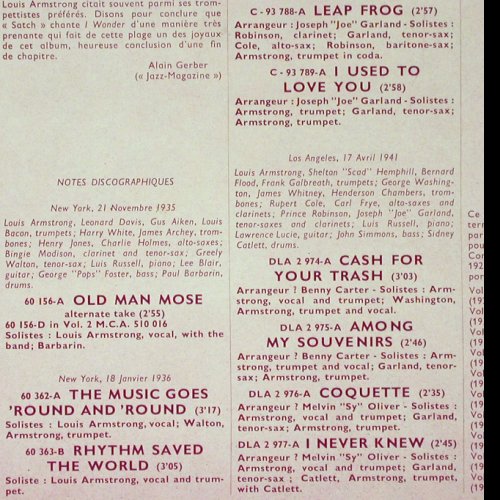 Louis Armstrong citait souvent parmi ses trom-
pettistes préférés. Disons pour conclure que
« Satch » chante I Wonder d'une manière très
prenante qui fait de cette plage un des joyaux
de cet album, heureuse conclusion d'une fin
de chapitre.
Alain Gerber
(« Jazz-Magazine »)
NOTES DISCOGRAPHIQUES
New York, 21 Novembre 1935
Louis Armstrong, Leonard Davis, Gus Aiken, Louis
Bacon, trumpets; Harry White, James Archey, trom-
bones; Henry Jones, Charlie Holmes, alto-saxes;
Bingie Madison, clarinet and tenor-sax; Greely
Walton, tenor-sax; Luis Russell, piano; Lee Blair,
guitar; George "Pops" Foster, bass; Paul Barbarin,
drums.
60 156-A OLD MAN MOSE
alternate take (2'55)
60 156-D in Vol. 2 M.C.A. 510 016
Solistes : Louis Armstrong, vocal, with the
band; Barbarin.
New York, 18 Janvier 1936
60 362-A THE MUSIC GOES
'ROUND AND 'ROUND (3'17)
Solistes : Louis Armstrong, vocal; Walton,
Armstrong, trumpet.
60 363-B RHYTHM SAVED
THE WORLD (3'05)
Soliste : Louis Armstrong, vocal and trum-
pet.
C - 93 788-A LEAP FROG (2'57)
Arrangeur : Joseph "Joe" Garland - Solistes :
Robinson, clarinet; Garland, tenor-sax;
Cole, alto-sax; Robinson, baritone-sax;
Armstrong, trumpet in coda.
C - 93 789-A I USED TO
LOVE YOU (2'58)
Arrangeur : Joseph "Joe" Garland - Solistes :
Armstrong, trumpet; Garland, tenor-sax;
Armstrong, trumpet.
Los Angeles, 17 Avril 1941
Louis Armstrong, Shelton "Scad" Hemphill, Bernard
Flood, Frank Galbreath, trumpets; George Washing-
ton, James Whitney, Henderson Chambers, trom-
bones; Rupert Cole, Carl Frye, alto-saxes and
clarinets; Prince Robinson, Joseph "Joe" Garland,
tenor-saxes and clarinets; Luis Russell, piano;
Lawrence Lucie, guitar; John Simmons, bass; Sidney
Catlett, drums.
DLA 2 974-A CASH FOR
YOUR TRASH (3'03)
Arrangeur ? Benny Carter - Solistes : Arm-
strong, vocal and trumpet; Washington,
Armstrong, trumpet and vocal.
DLA 2 975-A AMONG
MY SOUVENIRS (2'46)
Arrangeur ? Benny Carter - Solistes : Arm-
strong, trumpet and vocal; Garland, tenor-
sax; Armstrong, trumpet.
DLA 2 976-A COQUETTE (2'35)
Arrangeur ? Melvin "Sy" Oliver - Solistes :
Armstrong, vocal and trumpet; Garland,
tenor-sax; Armstrong, trumpet.
DLA 2 977-A I NEVER KNEW (2'45)
Arrangeur ? Melvin "Sy" Oliver - Solistes :
Armstrong, vocal and trumpet; Garland,
tenor-sax ; Catlett, Armstrong, trumpet,
with Catlett.
Ce